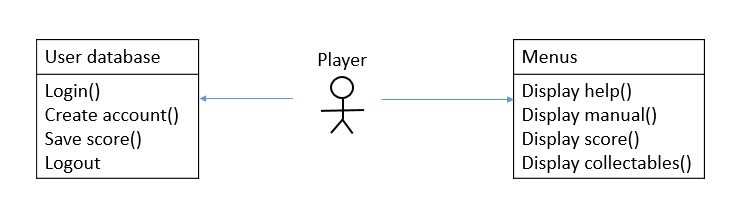 User database
Login()
Create account()
Save score()
Logout
Player
Menus
Display help()
Display manual()
Display score()
Display collectables()